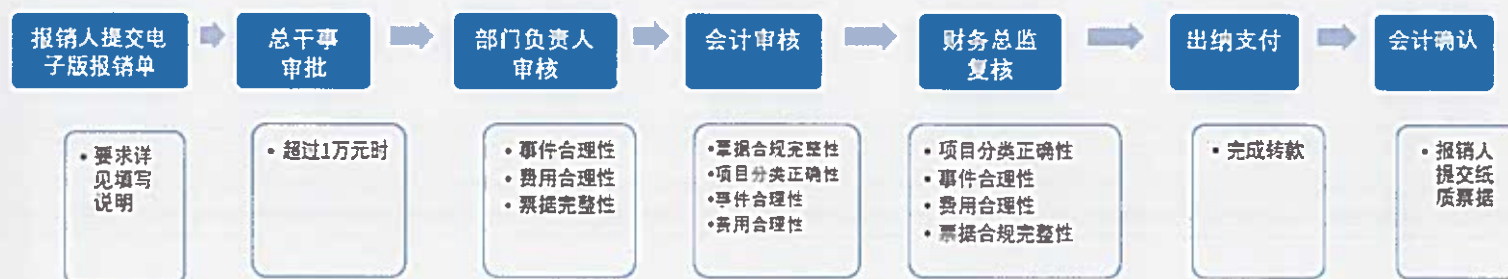 报销人提交电
子版报销单
总干事
审批
部门负责人
审核
会计审核
财务总监
复核
出纳支付
会计确认
• 要求详
见填写
说明
• 超过1万元时
• 事件合理性
• 费用合理性
• 票据完整性
•票据合规完整性
•项目分类正确性
•事件合理性
•费用合理性
• 项目分类正确性
• 事件合理性
• 费用合理性
• 票据合规完整性
• 完成转款
• 报销人
提交纸
质票据